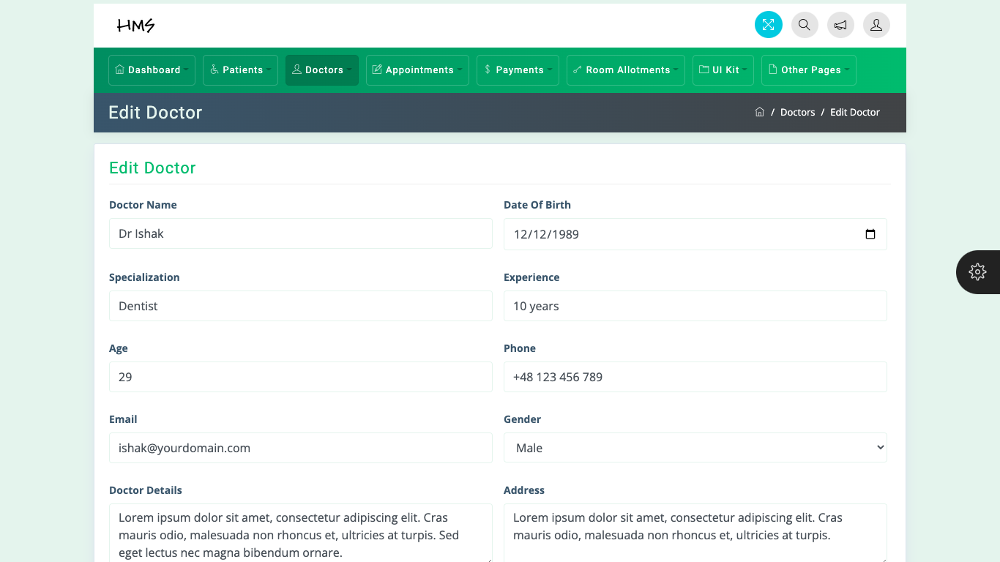 HMS
Dashboard
Patients
Doctors
Appointments
Payments
Room Allotments
UI Kit
Other Pages
Edit Doctor
/ Doctors / Edit Doctor
Edit Doctor
Doctor Name
Date Of Birth
Dr Ishak
12/12/1989
Specialization
Experience
Dentist
10 years
Age
Phone
29
+48 123 456 789
Email
Gender
ishak@yourdomain.com
Male
Doctor Details
Address
Lorem ipsum dolor sit amet, consectetur adipiscing elit. Cras
mauris odio, malesuada non rhoncus et, ultricies at turpis. Sed
eget lectus nec magna bibendum ornare.
Lorem ipsum dolor sit amet, consectetur adipiscing elit. Cras
mauris odio, malesuada non rhoncus et, ultricies at turpis.